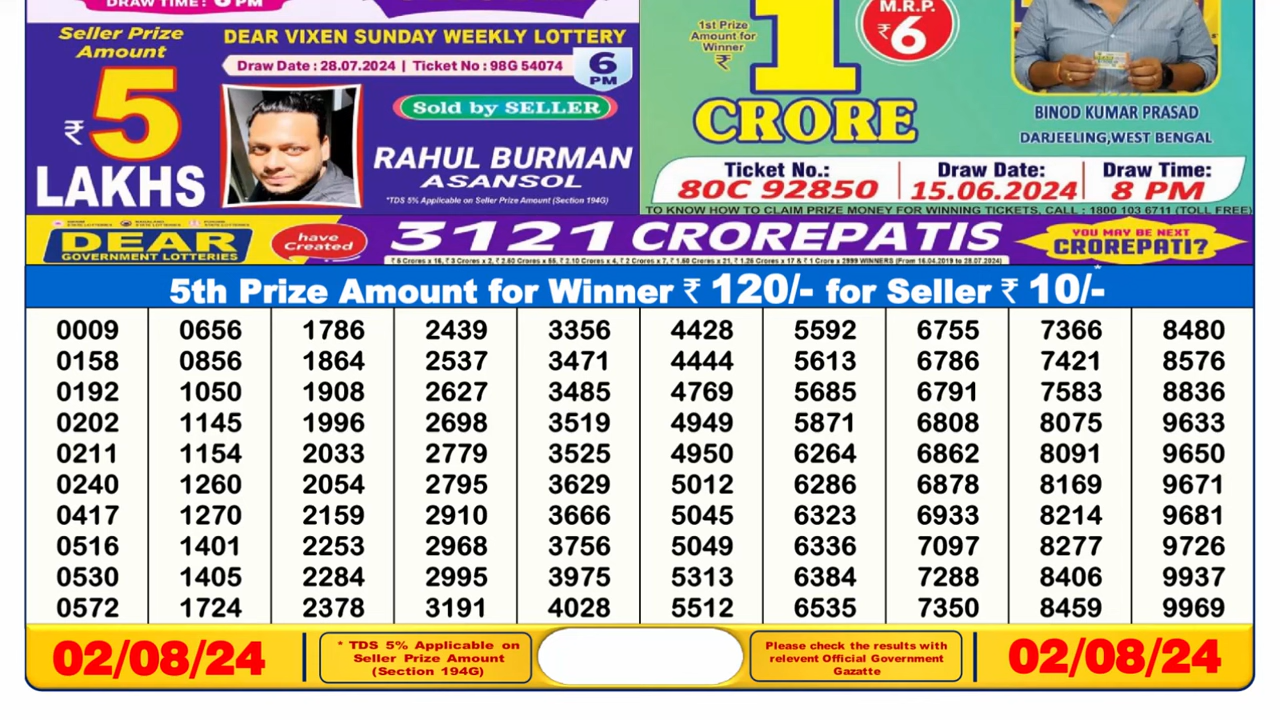 DRAW TIME: 6 PM
Seller Prize
Amount
₹5
LAKHS
DEAR VIXEN SUNDAY WEEKLY LOTTERY
Draw Date : 28.07.2024 | Ticket No : 98G 54074
6
PM
Sold by SELLER
RAHUL BURMAN
ASANSOL
*TDS 5% Applicable on Seller Prize Amount (Section 194G)
1st Prize
Amount for
Winner
₹
1
CRORE
M.R.P.
₹6
BINOD KUMAR PRASAD
DARJEELING,WEST BENGAL
Ticket No.: Draw Date: Draw Time:
80C 92850 15.06.2024 8 PM
TO KNOW HOW TO CLAIM PRIZE MONEY FOR WINNING TICKETS, CALL : 1800 103 6711 (TOLL FREE)
DEAR
GOVERNMENT LOTTERIES
have
Created
3121 CROREPATIS
YOU MAY BE NEXT
CROREPATI?
5th Prize Amount for Winner ₹ 120/- for Seller ₹ 10/-*
0009 0656 1786 2439 3356 4428 5592 6755 7366 8480
0158 0856 1864 2537 3471 4444 5613 6786 7421 8576
0192 1050 1908 2627 3485 4769 5685 6791 7583 8836
0202 1145 1996 2698 3519 4949 5871 6808 8075 9633
0211 1154 2033 2779 3525 4950 6264 6862 8091 9650
0240 1260 2054 2795 3629 5012 6286 6878 8169 9671
0417 1270 2159 2910 3666 5045 6323 6933 8214 9681
0516 1401 2253 2968 3756 5049 6336 7097 8277 9726
0530 1405 2284 2995 3975 5313 6384 7288 8406 9937
0572 1724 2378 3191 4028 5512 6535 7350 8459 9969
02/08/24
* TDS 5% Applicable on
Seller Prize Amount
(Section 194G)
Please check the results with
relevent Official Government
Gazatte
02/08/24